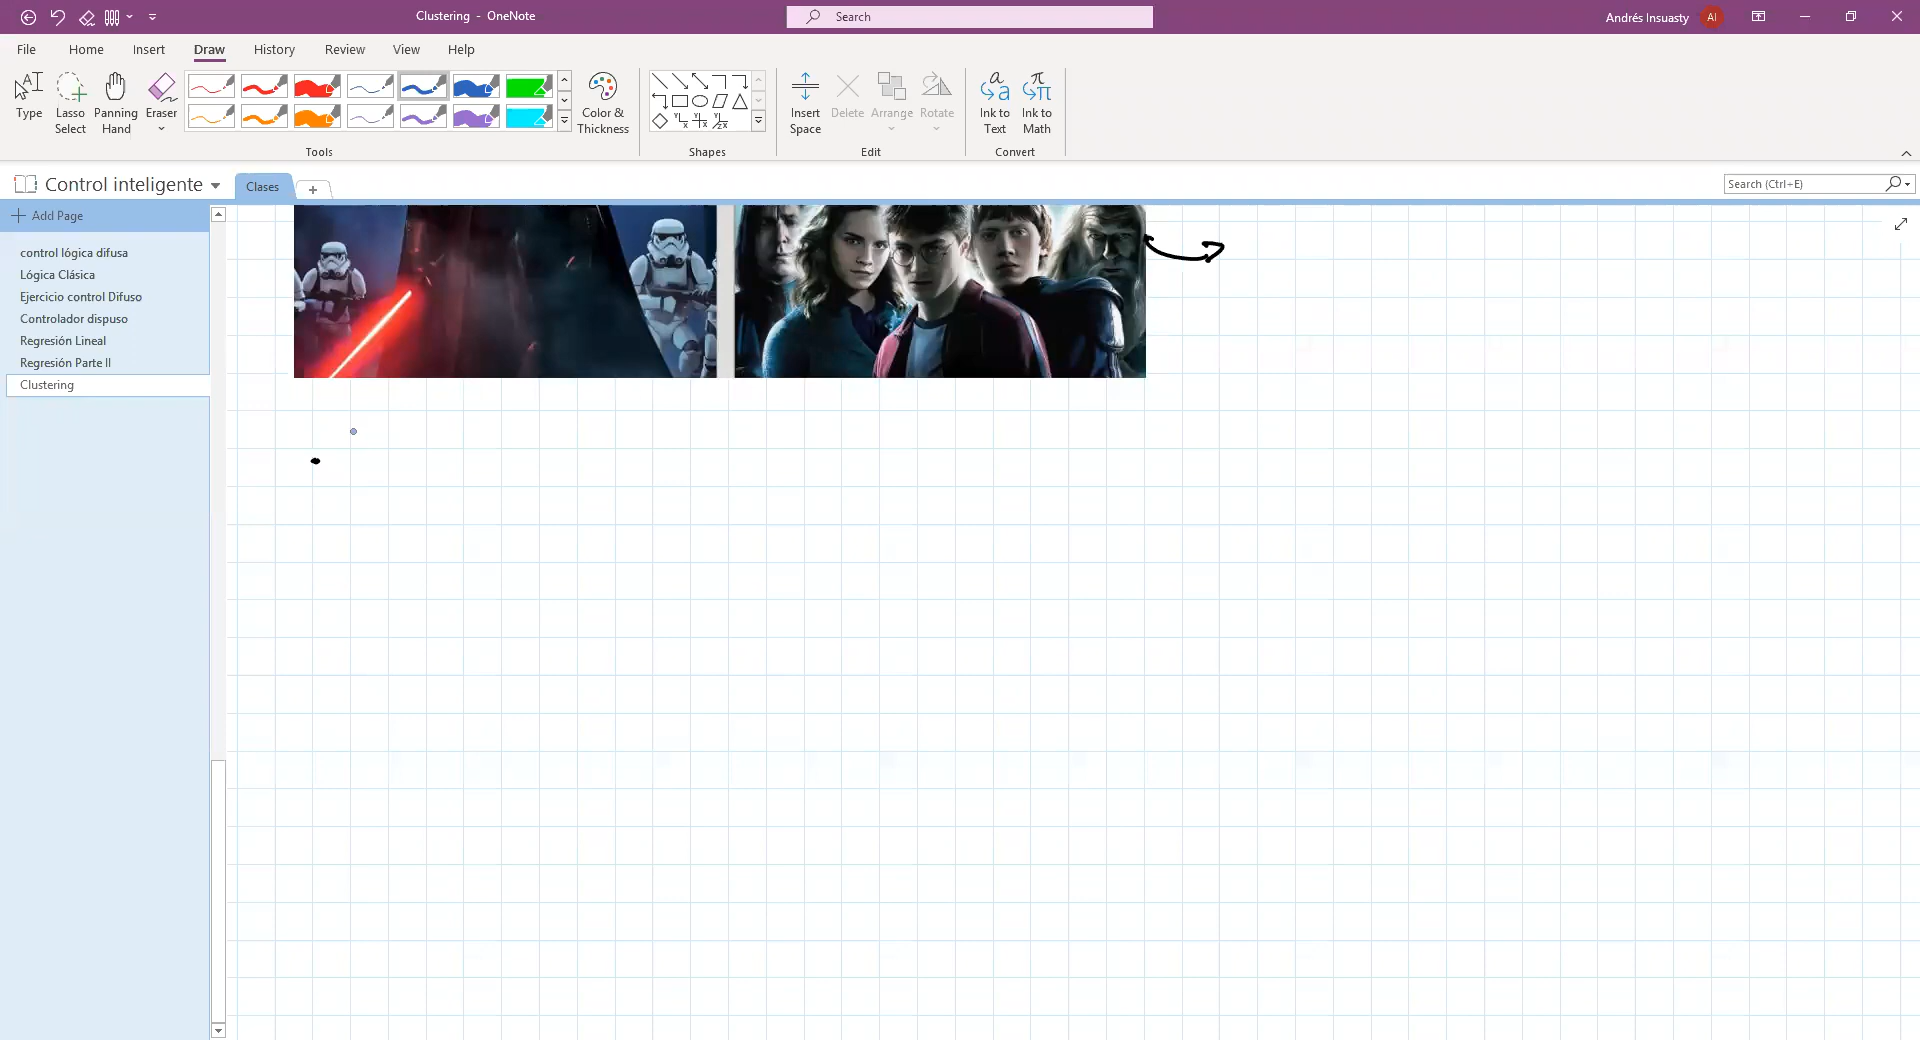 Clustering - OneNote
Search
Andrés Insuasty
AI
File
Home
Insert
Draw
History
Review
View
Help
Type
Lasso
Select
Panning
Hand
Eraser
Color &
Thickness
Insert
Space
Delete
Arrange
Rotate
a
a
Ink to
Text
π
π
Ink to
Math
Tools
Shapes
Edit
Convert
Control inteligente
Clases
+
Search (Ctrl+E)
Add Page
control lógica difusa
Lógica Clásica
Ejercicio control Difuso
Controlador dispuso
Regresión Lineal
Regresión Parte II
Clustering